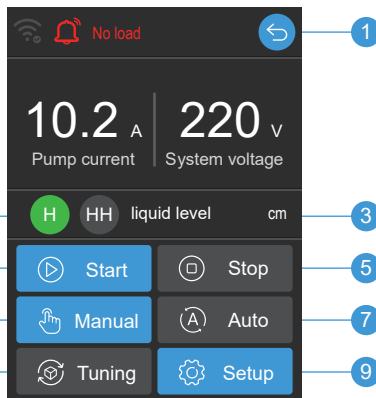 No load
1
10.2 A 220 V
Pump current System voltage
H HH liquid level cm
3
Start Stop
5
Manual A Auto
7
Tuning Setup
9